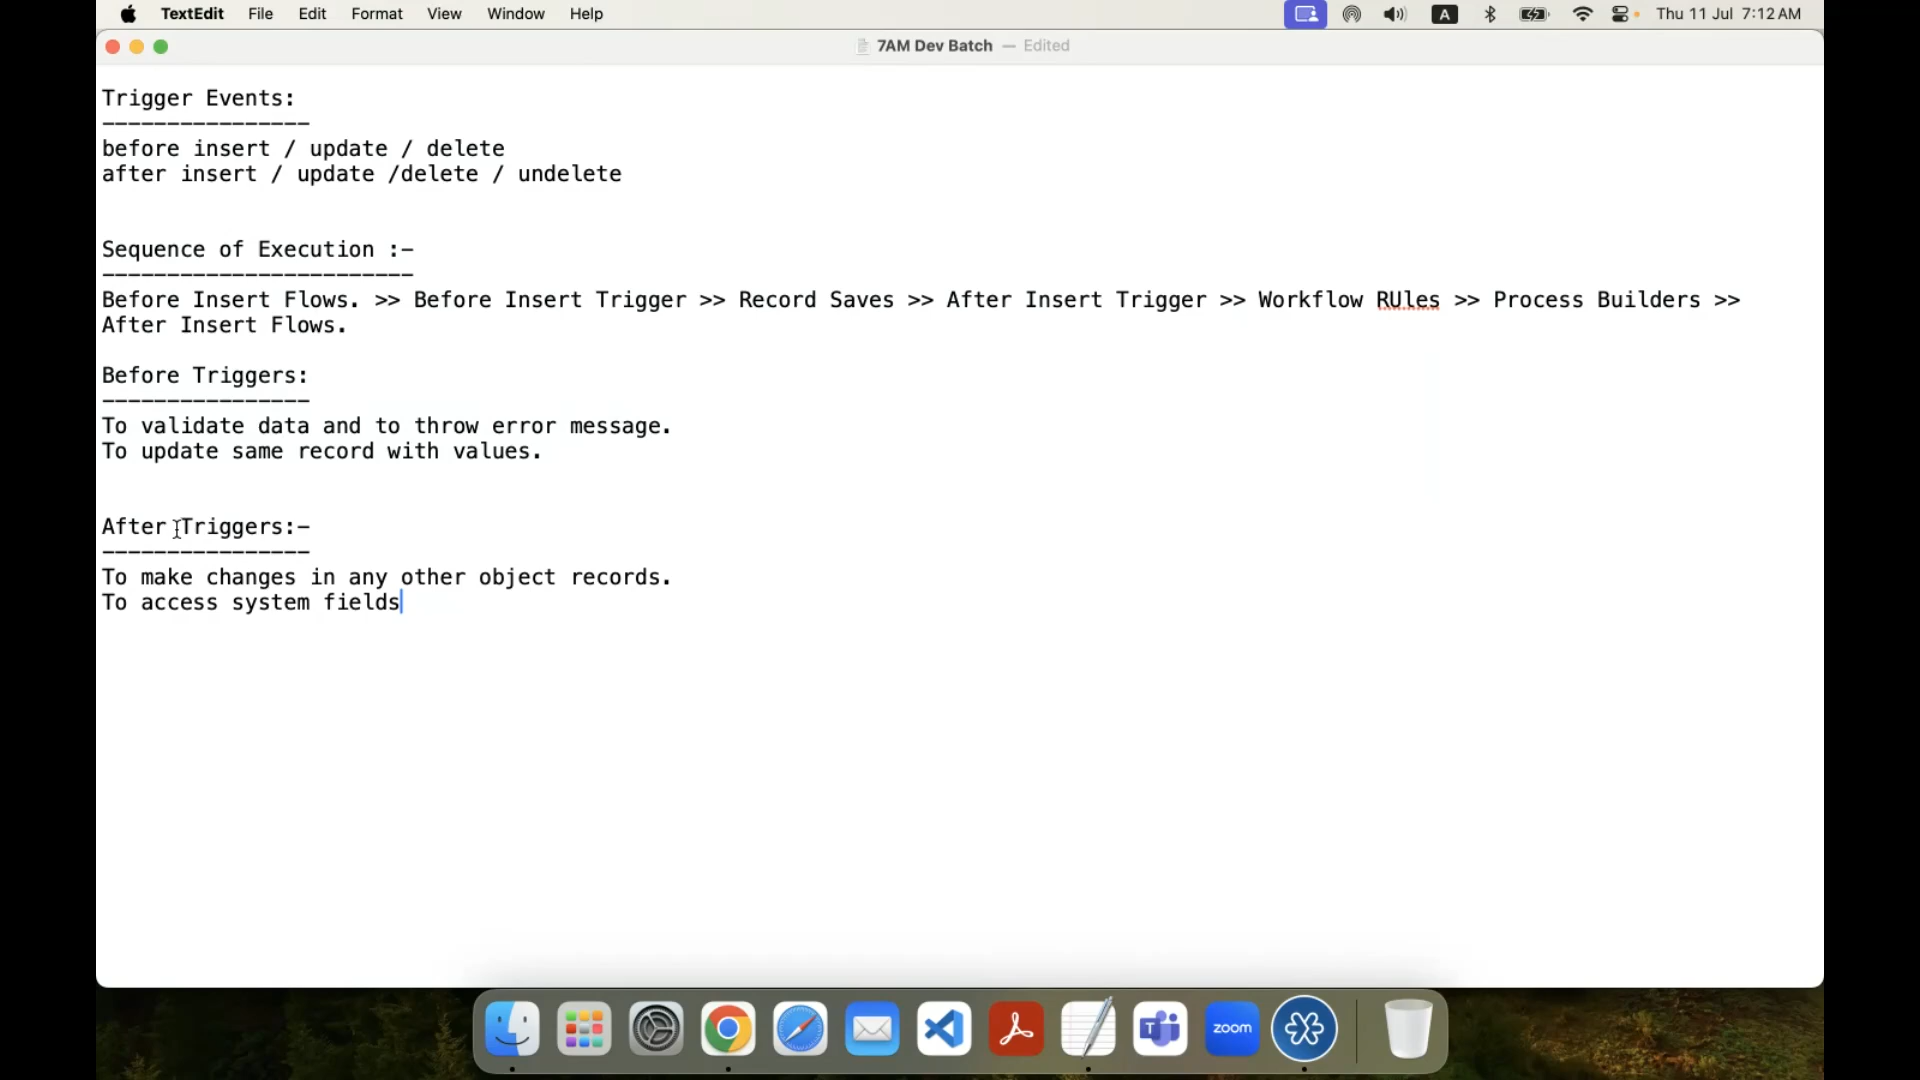 TextEdit File Edit Format View Window Help A Thu 11 Jul 7:12 AM
7AM Dev Batch — Edited
Trigger Events:
----------------
before insert / update / delete
after insert / update /delete / undelete
Sequence of Execution :-
------------------------
Before Insert Flows. >> Before Insert Trigger >> Record Saves >> After Insert Trigger >> Workflow RUles >> Process Builders >>
After Insert Flows.
Before Triggers:
----------------
To validate data and to throw error message.
To update same record with values.
After Triggers:-
----------------
To make changes in any other object records.
To access system fields
T zoom